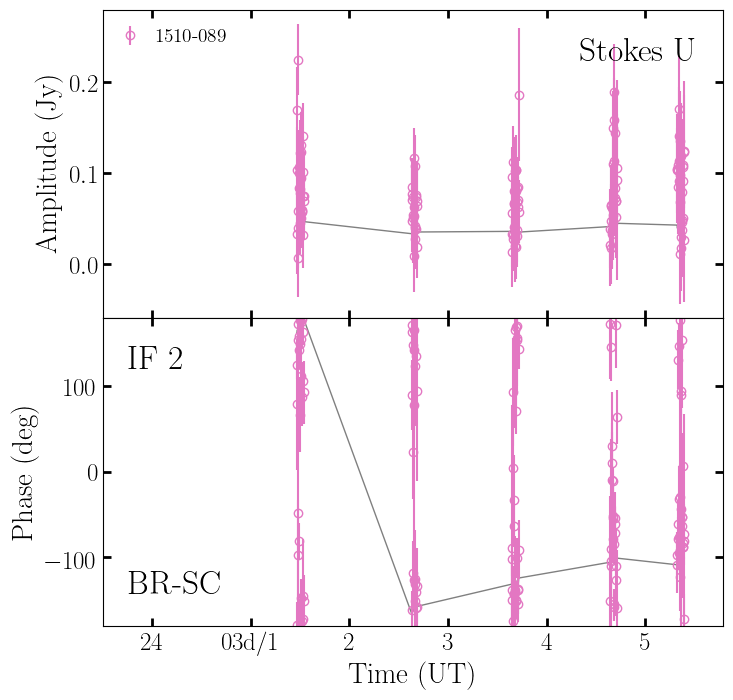 1510-089
Stokes U
0.2
0.1
0.0
Amplitude (Jy)
IF 2
100
0
−100
Phase (deg)
BR-SC
24 03d/1 2 3 4 5
Time (UT)